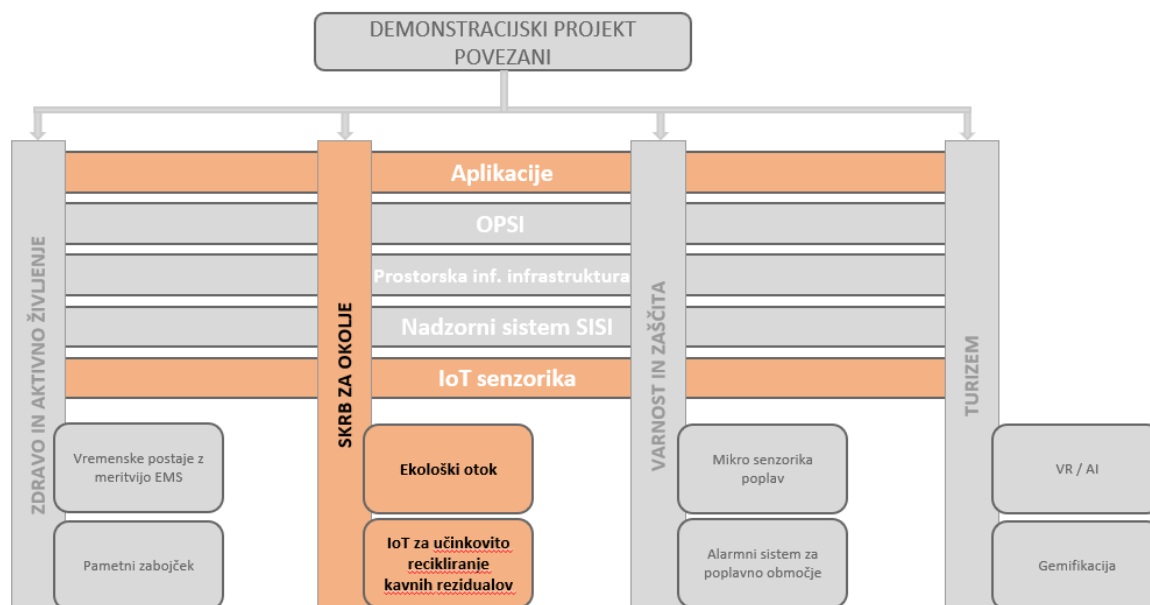 DEMONSTRACIJSKI PROJEKT
POVEZANI
ZDRAVO IN AKTIVNO ŽIVLJENJE
SKRB ZA OKOLJE
VARNOST IN ZAŠČITA
TURIZEM
Aplikacije
OPSI
Prostorska inf. infrastruktura
Nadzorni sistem SISI
IoT senzorika
Vremenske postaje z
meritvijo EMS
Ekološki otok
Mikro senzorika
poplav
VR / AI
Pametni zabojček
IoT za učinkovito
recikliranje
kavnih rezidualov
Alarmni sistem za
poplavno območje
Gemifikacija